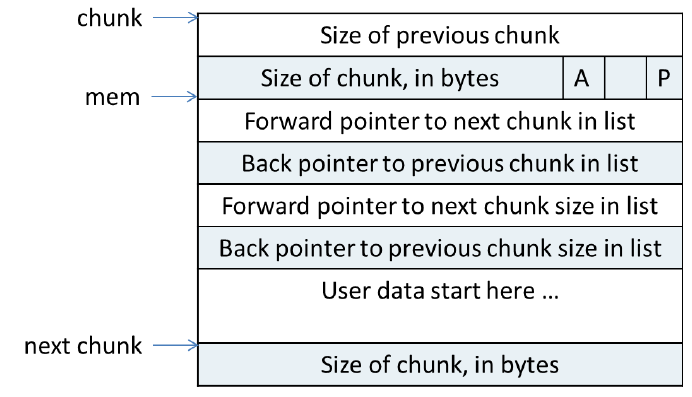 chunk
Size of previous chunk
Size of chunk, in bytes A P
mem
Forward pointer to next chunk in list
Back pointer to previous chunk in list
Forward pointer to next chunk size in list
Back pointer to previous chunk size in list
User data start here ...
next chunk
Size of chunk, in bytes